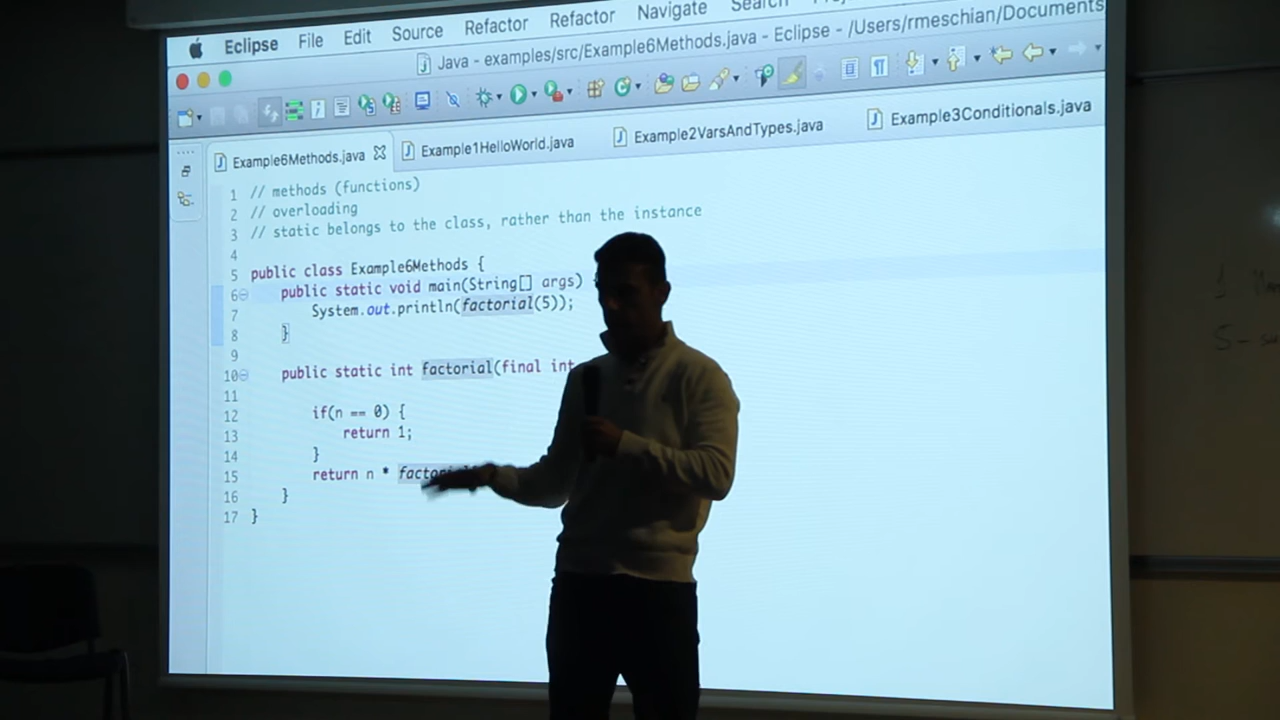 Eclipse File Edit Source Refactor Refactor Navigate Search
Java - examples/src/Example6Methods.java - Eclipse - /Users/rmeschian/Documents
Example6Methods.java Example1HelloWorld.java Example2VarsAndTypes.java Example3Conditionals.java
1 // methods (functions)
2 // overloading
3 // static belongs to the class, rather than the instance
4
5 public class Example6Methods {
6 public static void main(String[] args)
7 System.out.println(factorial(5));
8 }
9
10 public static int factorial(final int
11
12 if(n == 0) {
13 return 1;
14 }
15 return n *
16 }
17 }